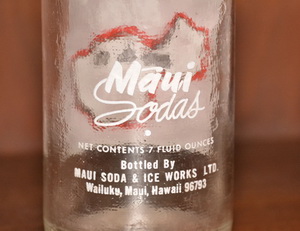 Maui
Sodas
NET CONTENTS 7 FLUID OUNCES
Bottled By
MAUI SODA & ICE WORKS LTD.
Wailuku, Maui, Hawaii 96793